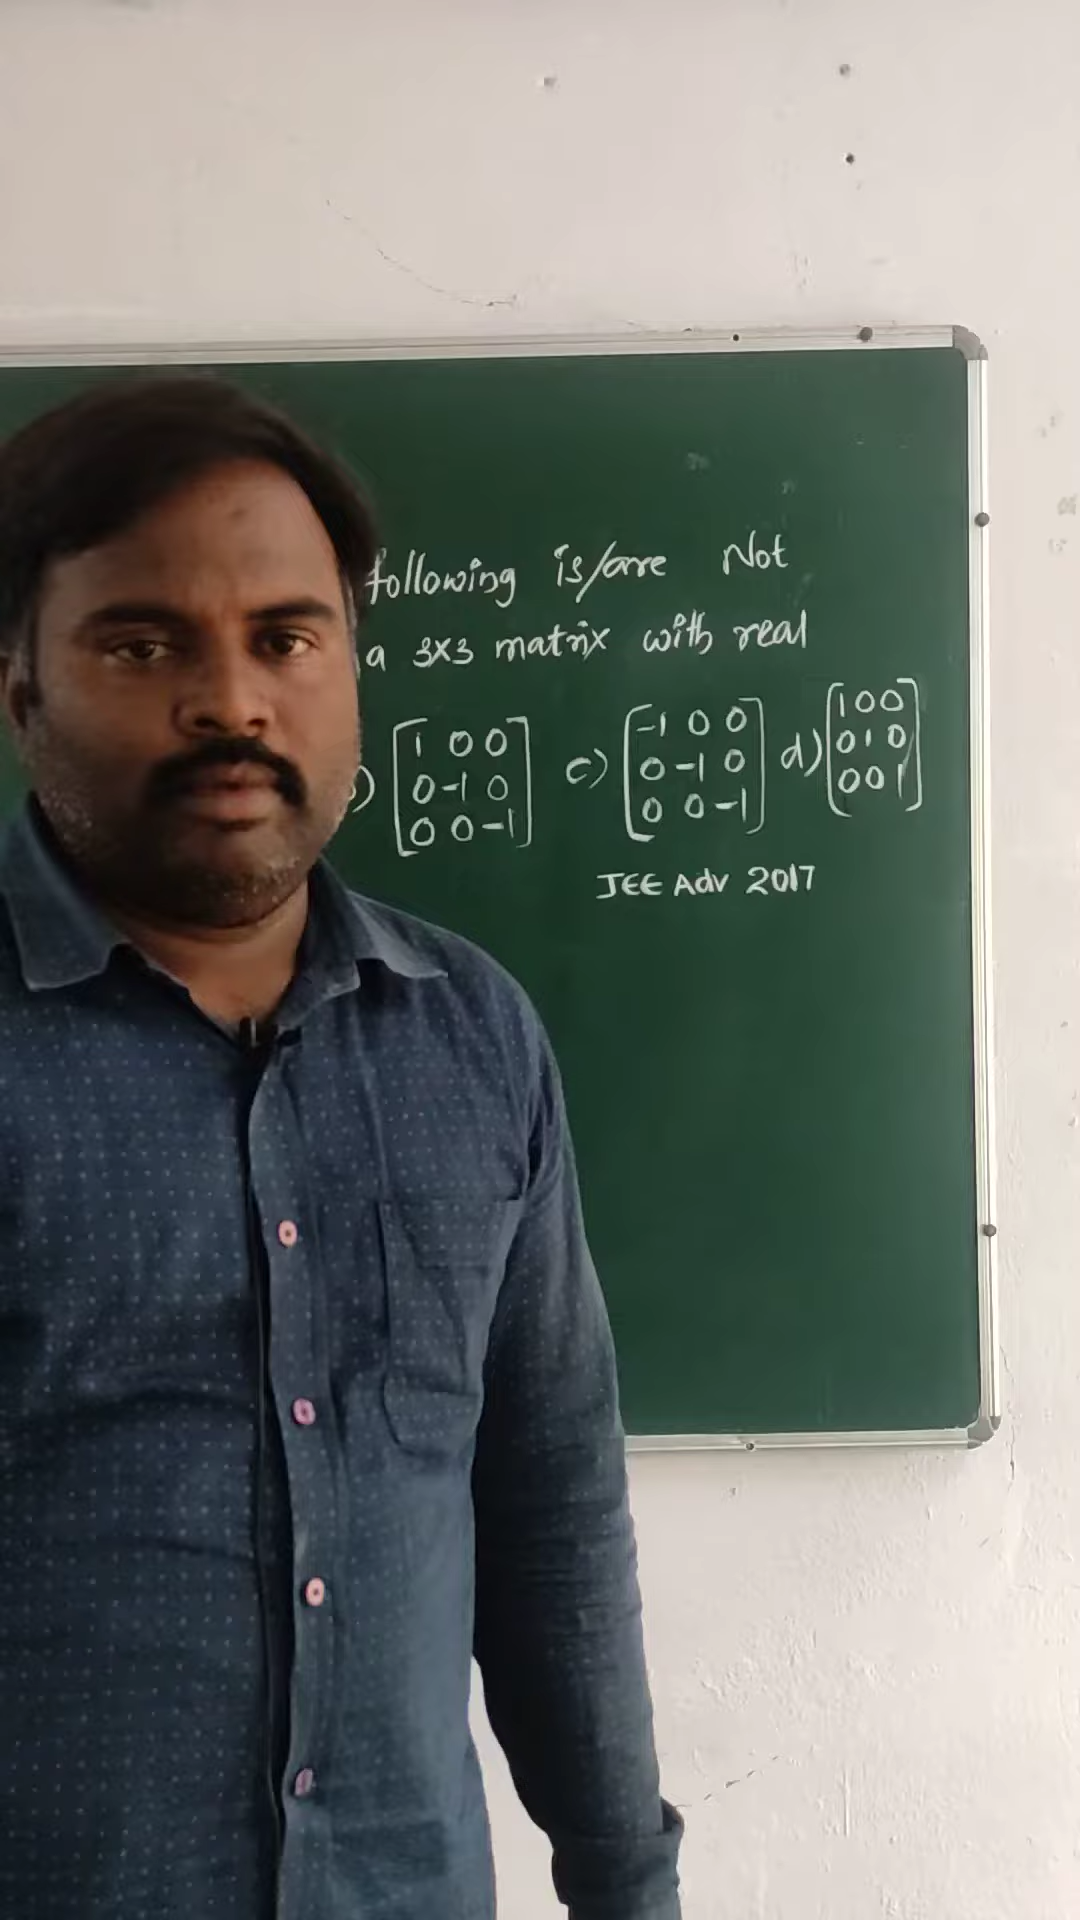 following is/are Not
a 3x3 matrix with real
) [1 0 0 c) [-1 0 0 d) [1 0 0
0 -1 0 0 -1 0 0 1 0
0 0 -1] 0 0 -1] 0 0 1]
JEE Adv 2017